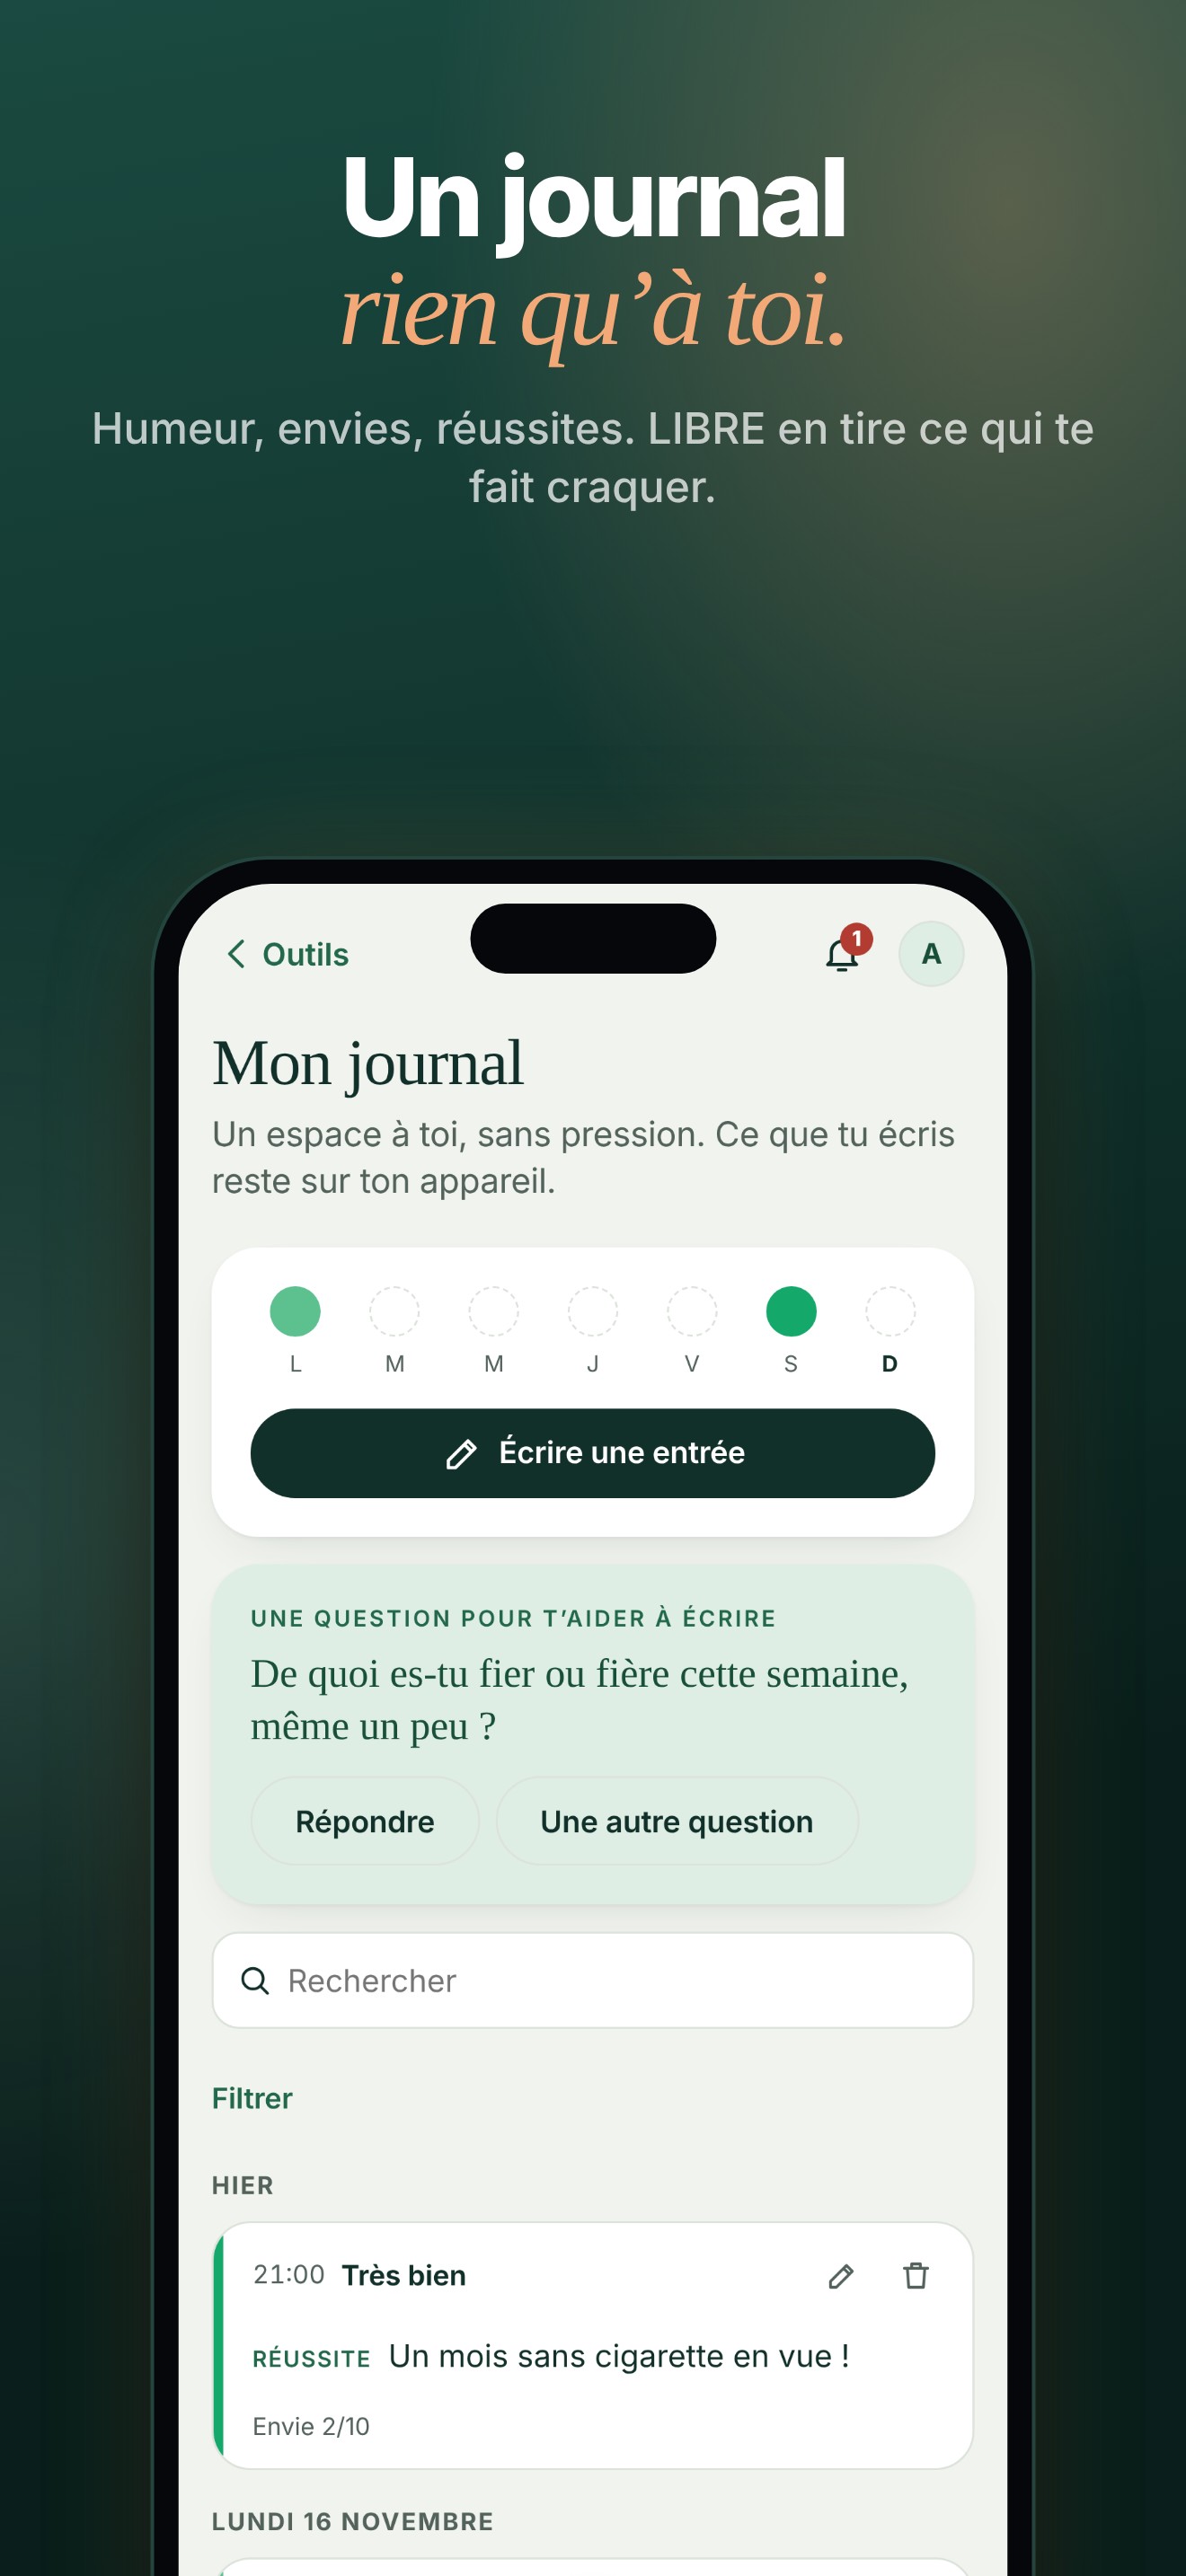 Un journal
rien qu’à toi.
Humeur, envies, réussites. LIBRE en tire ce qui te
fait craquer.
Outils
1
A
Mon journal
Un espace à toi, sans pression. Ce que tu écris
reste sur ton appareil.
L M M J V S D
Écrire une entrée
UNE QUESTION POUR T’AIDER À ÉCRIRE
De quoi es-tu fier ou fière cette semaine,
même un peu ?
Répondre Une autre question
Rechercher
Filtrer
HIER
21:00 Très bien
RÉUSSITE Un mois sans cigarette en vue !
Envie 2/10
LUNDI 16 NOVEMBRE